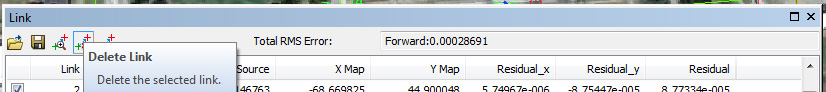 Link
Total RMS Error: Forward:0.00028691
Delete Link
Delete the selected link.
Link Source X Map Y Map Residual_x Residual_y Residual
2 146763 -68.669825 44.900048 5.74967e-006 -8.75447e-005 8.77334e-005